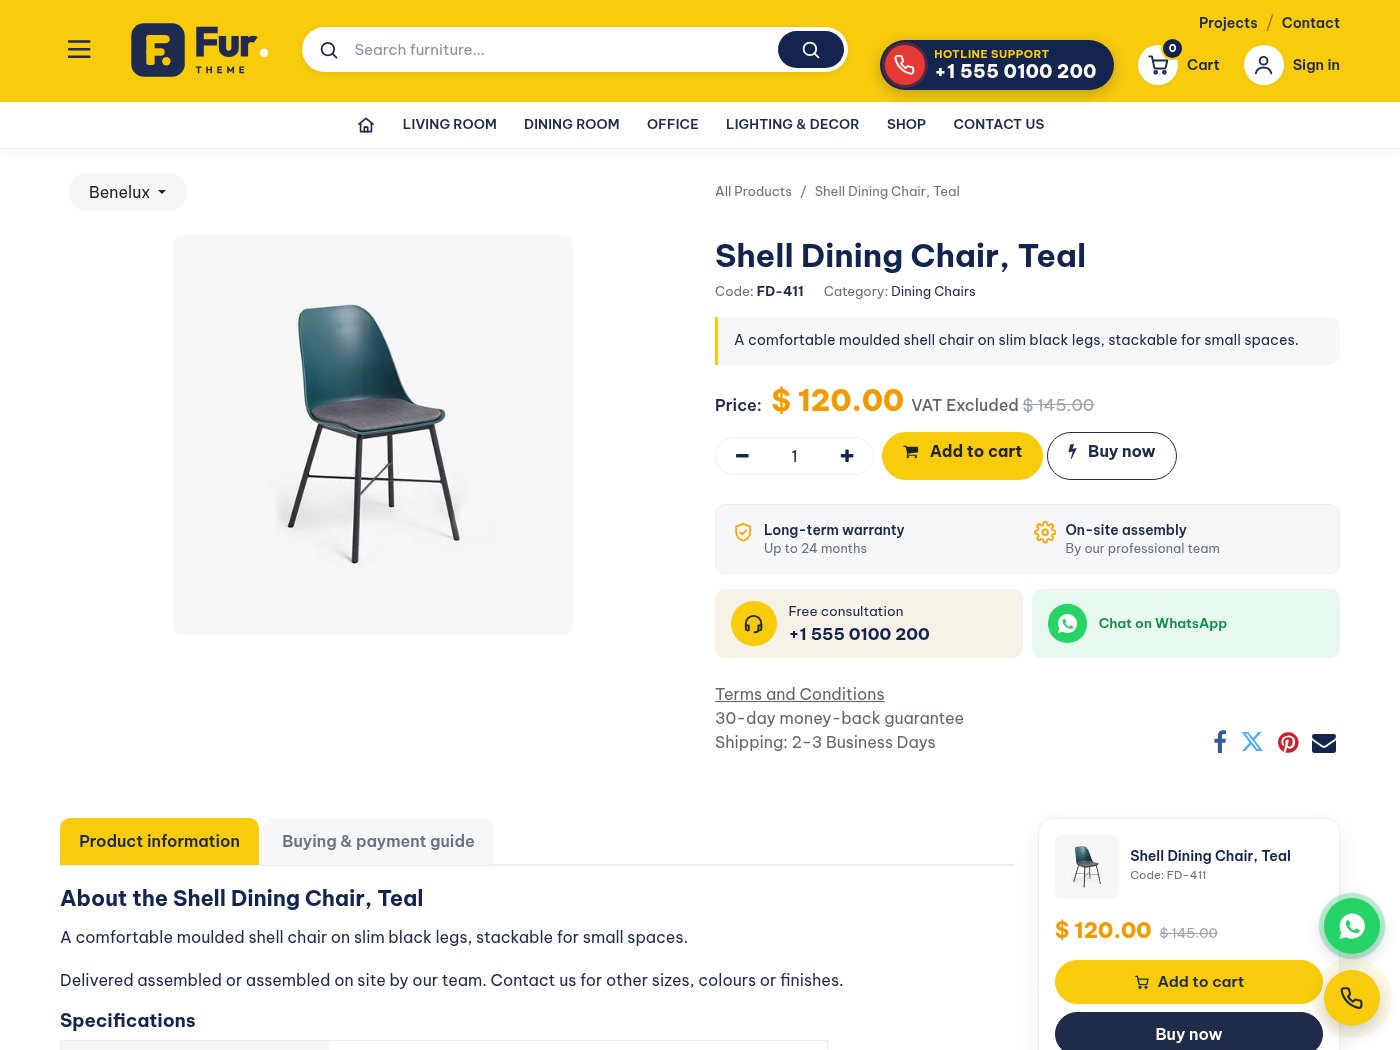 Projects / Contact
Fur.
THEME
Search furniture...
HOTLINE SUPPORT
+1 555 0100 200
0
Cart
Sign in
LIVING ROOM
DINING ROOM
OFFICE
LIGHTING & DECOR
SHOP
CONTACT US
Benelux
All Products / Shell Dining Chair, Teal
Shell Dining Chair, Teal
Code: FD-411
Category: Dining Chairs
A comfortable moulded shell chair on slim black legs, stackable for small spaces.
Price: $ 120.00 VAT Excluded $ 145.00
1
Add to cart
Buy now
Long-term warranty
Up to 24 months
On-site assembly
By our professional team
Free consultation
+1 555 0100 200
Chat on WhatsApp
Terms and Conditions
30-day money-back guarantee
Shipping: 2-3 Business Days
Product information
Buying & payment guide
About the Shell Dining Chair, Teal
A comfortable moulded shell chair on slim black legs, stackable for small spaces.
Delivered assembled or assembled on site by our team. Contact us for other sizes, colours or finishes.
Specifications
Shell Dining Chair, Teal
Code: FD-411
$ 120.00 $ 145.00
Add to cart
Buy now